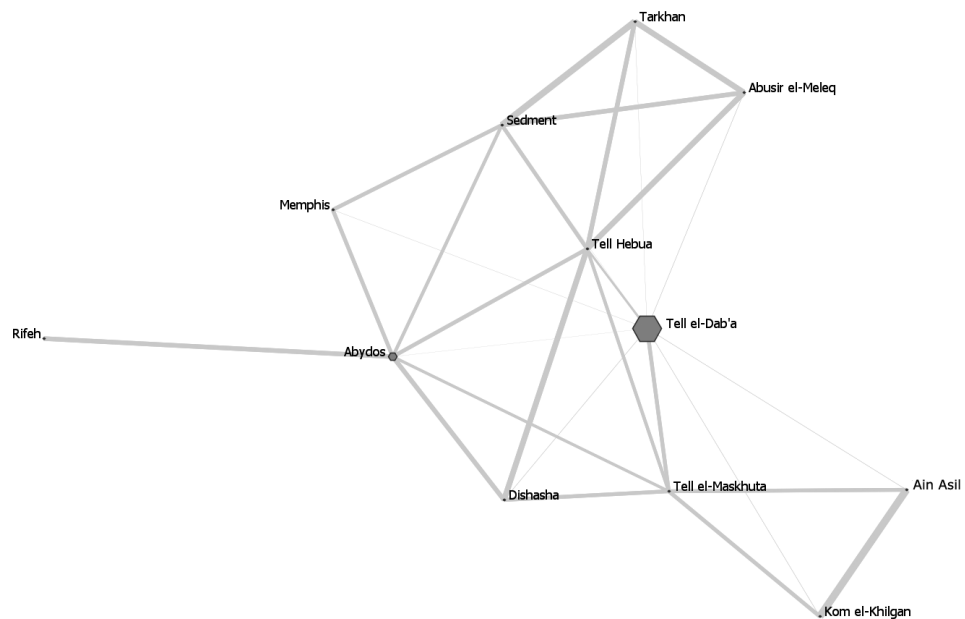 Tarkhan
Abusir el-Meleq
Sedment
Memphis
Tell Hebua
Tell el-Dab'a
Rifeh
Abydos
Tell el-Maskhuta
Ain Asil
Dishasha
Kom el-Khilgan